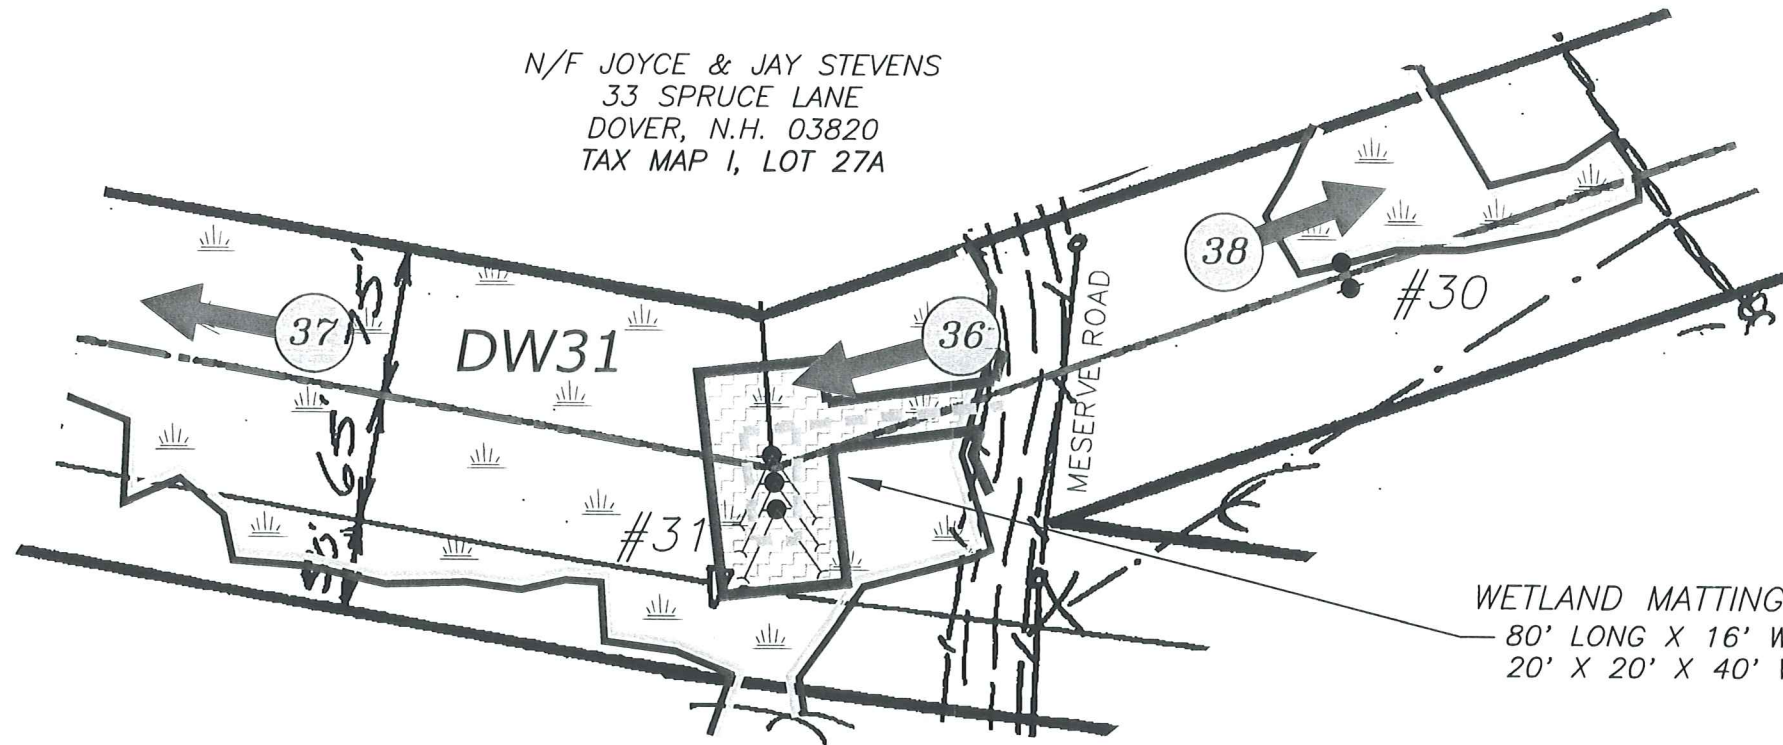 N/F JOYCE & JAY STEVENS
33 SPRUCE LANE
DOVER, N.H. 03820
TAX MAP I, LOT 27A
38
#30
37
75'
DW31
36
MESERVE ROAD
65'
#31
WETLAND MATTING
80' LONG X 16' W
20' X 20' X 40'